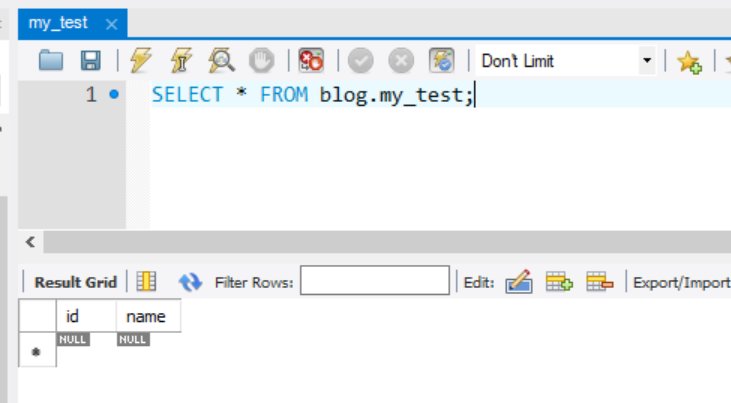 my_test
Don't Limit
1 SELECT * FROM blog.my_test;
Result Grid Filter Rows: Edit: Export/Import
id name
NULL NULL